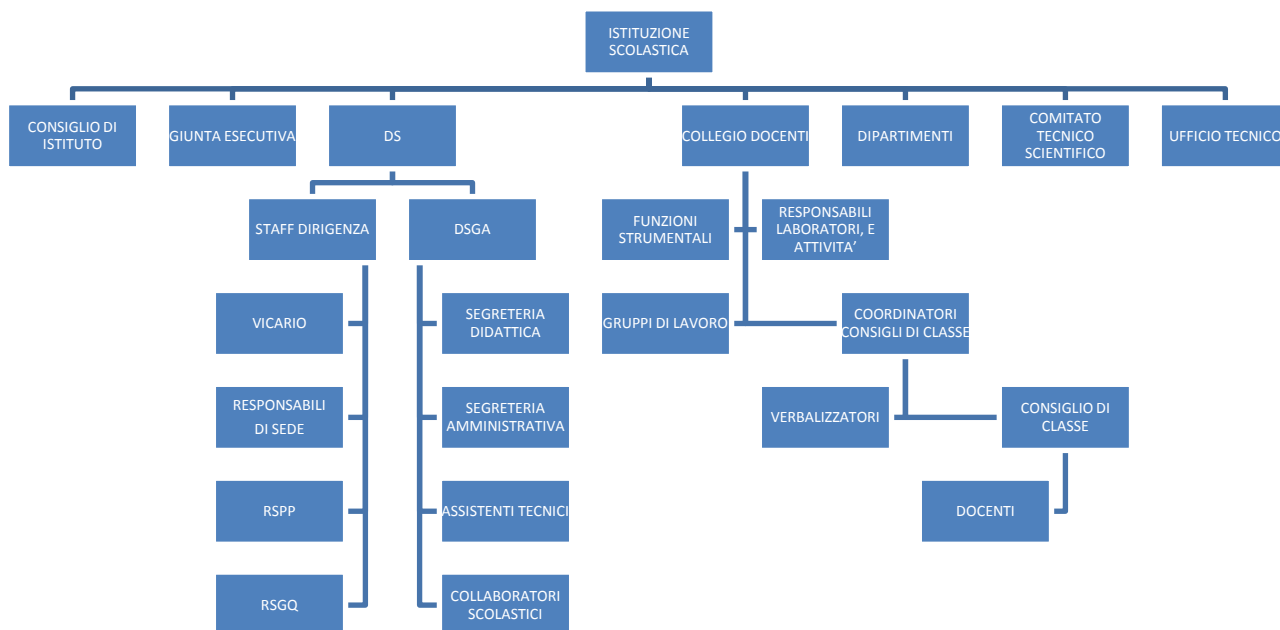 ISTITUZIONE
SCOLASTICA
CONSIGLIO DI
ISTITUTO
GIUNTA ESECUTIVA
DS
COLLEGIO DOCENTI
DIPARTIMENTI
COMITATO
TECNICO
SCIENTIFICO
UFFICIO TECNICO
STAFF DIRIGENZA
DSGA
FUNZIONI
STRUMENTALI
RESPONSABILI
LABORATORI, E
ATTIVITA’
VICARIO
SEGRETERIA
DIDATTICA
GRUPPI DI LAVORO
COORDINATORI
CONSIGLI DI CLASSE
RESPONSABILI
DI SEDE
SEGRETERIA
AMMINISTRATIVA
VERBALIZZATORI
CONSIGLIO DI
CLASSE
RSPP
ASSISTENTI TECNICI
DOCENTI
RSGQ
COLLABORATORI
SCOLASTICI